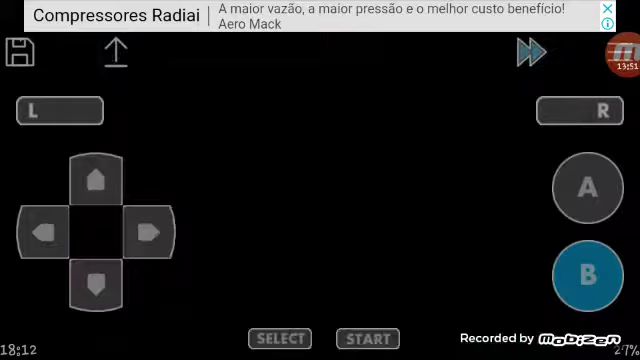 Compressores Radiai
A maior vazão, a maior pressão e o melhor custo benefício!
Aero Mack
13:51
L
R
A
B
SELECT
START
Recorded by mobizen
18:12
27%